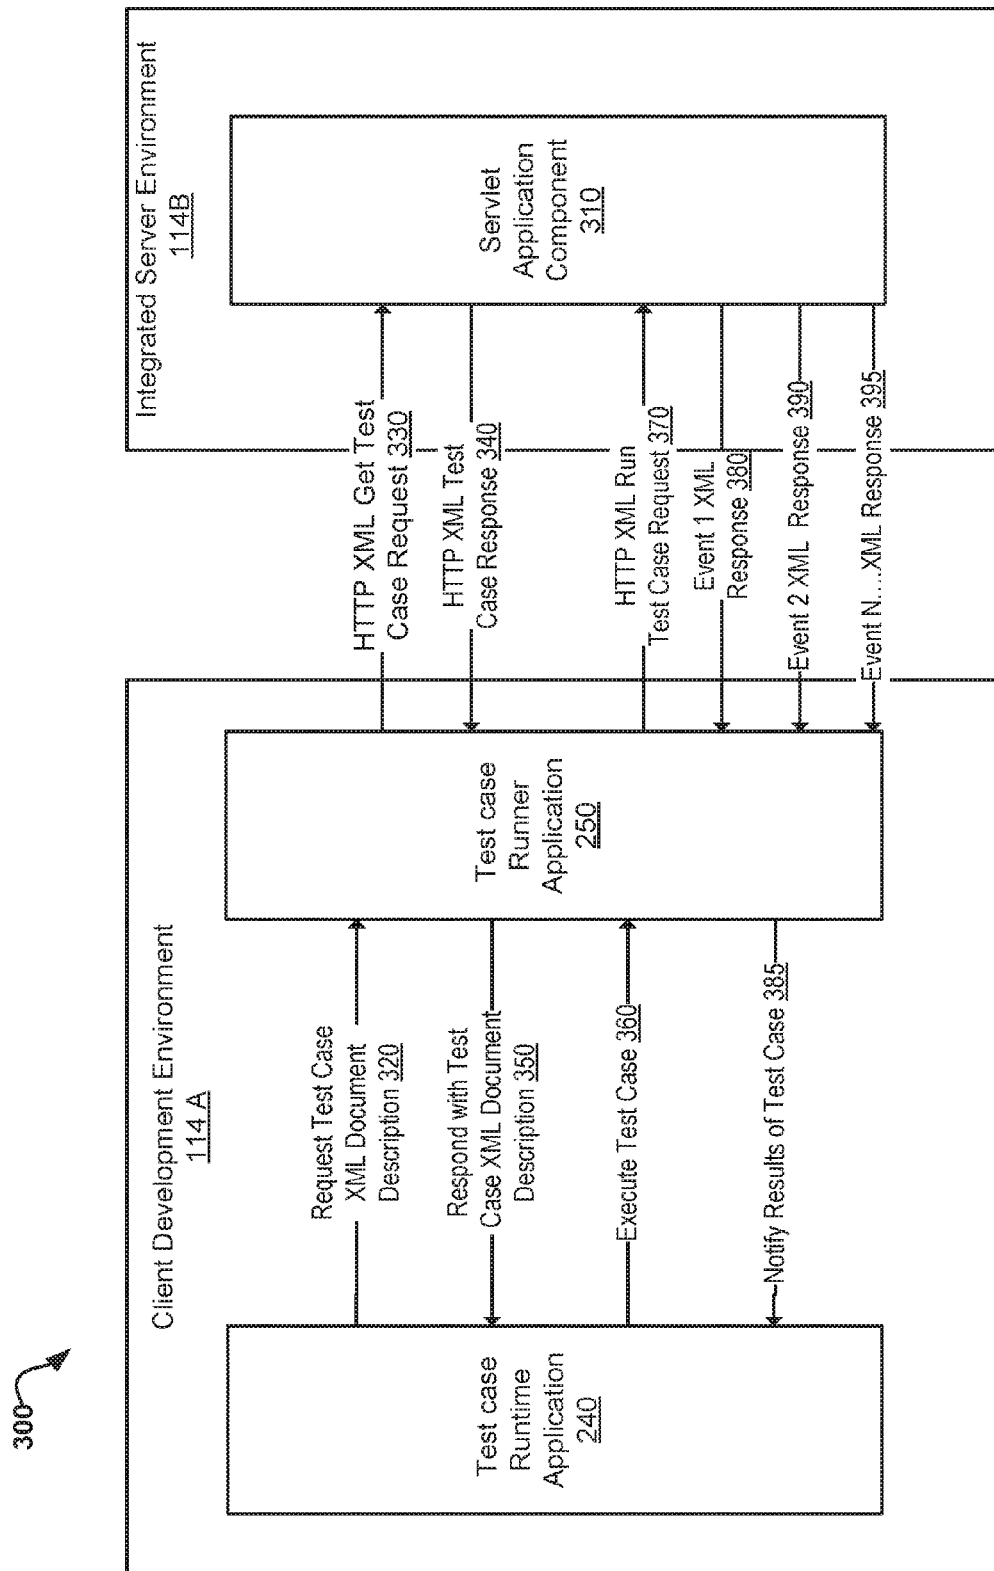 300
Client Development Environment
114 A
Test case
Runtime
Application
240
Request Test Case
XML Document
Description 320
Respond with Test
Case XML Document
Description 350
Execute Test Case 360
Notify Results of Test Case 385
Test case
Runner
Application
250
HTTP XML Get Test
Case Request 330
HTTP XML Test
Case Response 340
HTTP XML Run
Test Case Request 370
Event 1 XML
Response 380
Event 2 XML Response 390
Event N....XML Response 395
Integrated Server Environment
114B
Servlet
Application
Component
310